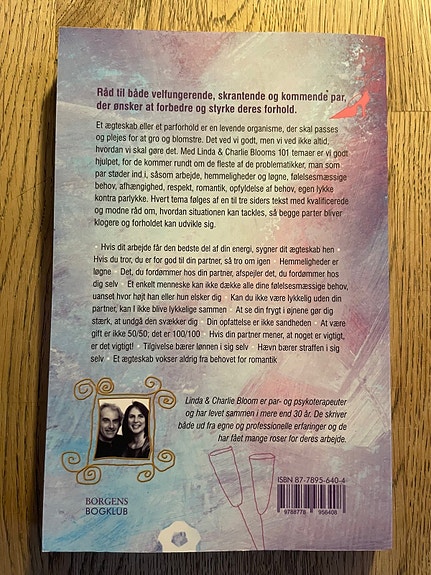 Råd til både velfungerende, skrantende og kommende par,
der ønsker at forbedre og styrke deres forhold.
Et ægteskab eller et parforhold er en levende organisme, der skal passes
og plejes for at gro og blomstre. Det ved vi godt, men vi ved ikke altid,
hvordan vi skal gøre det. Med Linda & Charlie Blooms 101 temaer er vi godt
hjulpet, for de kommer rundt om de fleste af de problematikker, man som
par støder ind i, såsom arbejde, hemmeligheder og løgne, følelsesmæssige
behov, afhængighed, respekt, romantik, opfyldelse af behov, egen lykke
kontra parlykke. Hvert tema følges af en til tre siders tekst med kvalificerede
og modne råd om, hvordan situationen kan tackles, så begge parter bliver
klogere og forholdet kan udvikle sig.
• Hvis dit arbejde får den bedste del af din energi, sygner dit ægteskab hen •
Hvis du tror, du er for god til din partner, så tro om igen • Hemmeligheder er
løgne • Det, du fordømmer hos din partner, afspejler det, du fordømmer hos
dig selv • Et enkelt menneske kan ikke dække alle dine følelsesmæssige behov,
uanset hvor højt han eller hun elsker dig • Kan du ikke være lykkelig uden din
partner, kan I ikke blive lykkelige sammen • At se din frygt i øjnene gør dig
stærk, at undgå den svækker dig • Din opfattelse er ikke sandheden • At være
gift er ikke 50/50; det er 100/100 • Hvis din partner mener, at noget er vigtigt,
er det vigtigt! • Tilgivelse bærer lønnen i sig selv • Hævn bærer straffen i sig
selv • Et ægteskab vokser aldrig fra behovet for romantik
Linda & Charlie Bloom er par- og psykoterapeuter
og har levet sammen i mere end 30 år. De skriver
både ud fra egne og professionelle erfaringer og de
har fået mange roser for deres arbejde.
ISBN 87-7895-640-4
9788778 956408
BORGENS
BOGKLUB